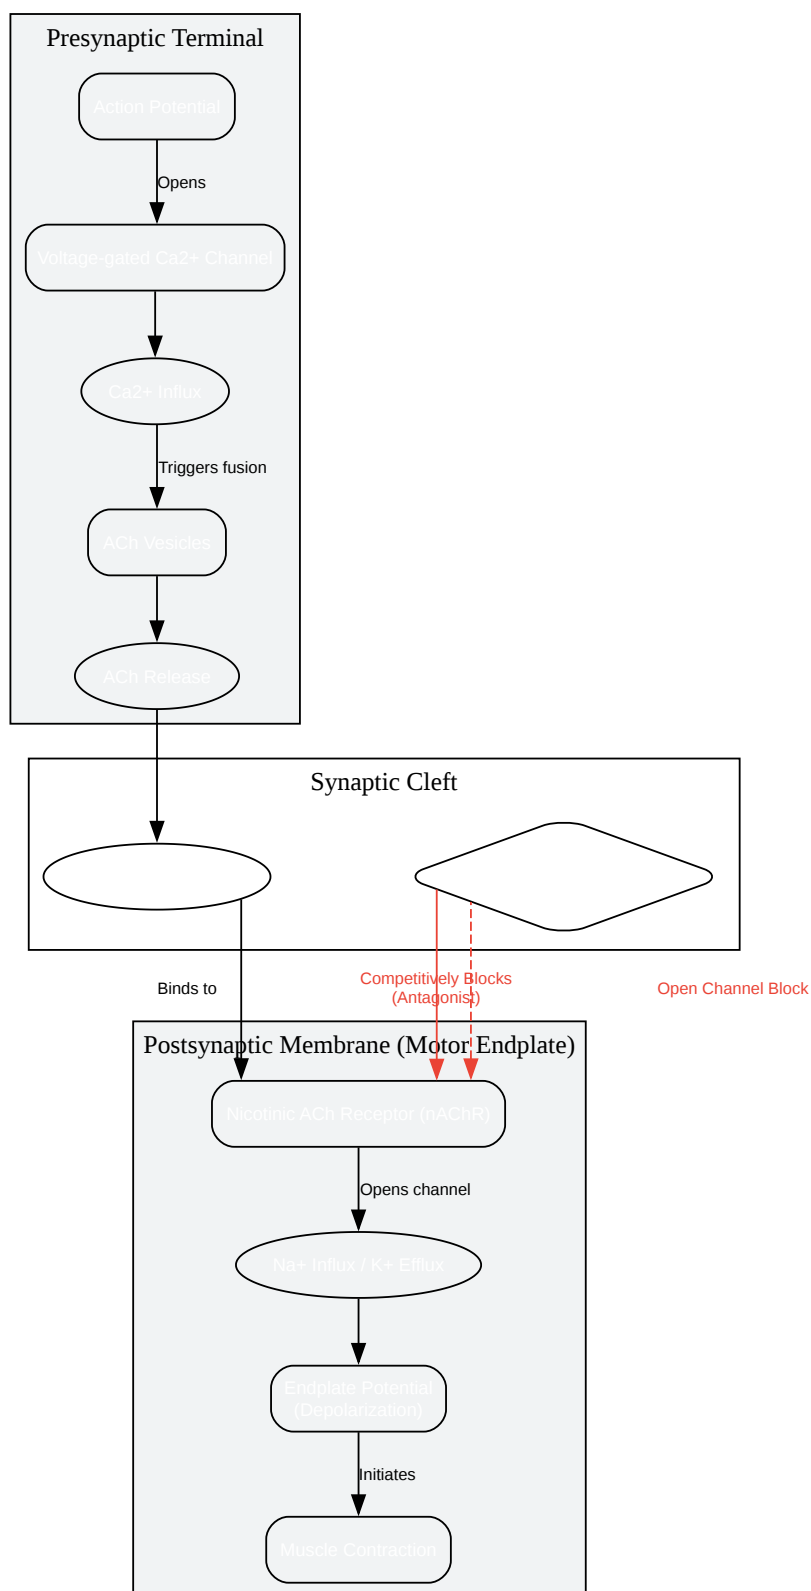 Presynaptic Terminal
Action Potential
Opens
Voltage-gated Ca2+ Channel
Ca2+ Influx
Triggers fusion
ACh Vesicles
ACh Release
Synaptic Cleft
Binds to
Competitively Blocks
(Antagonist)
Open Channel Block
Postsynaptic Membrane (Motor Endplate)
Nicotinic ACh Receptor (nAChR)
Opens channel
Na+ Influx / K+ Efflux
Endplate Potential
(Depolarization)
Initiates
Muscle Contraction